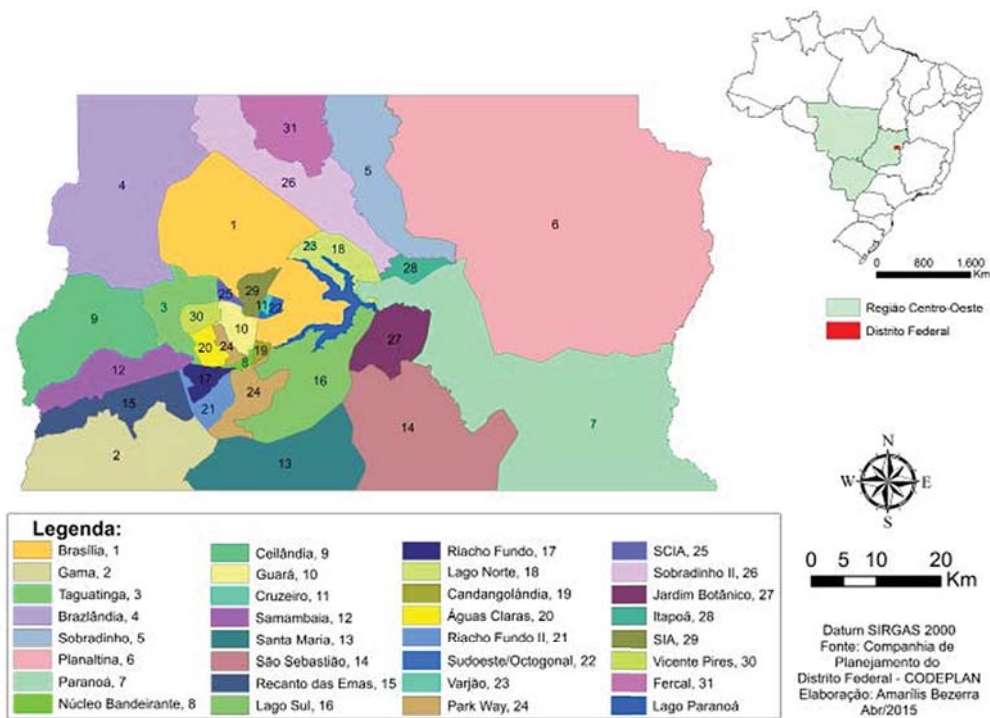 31
4
26
5
1
6
23
18
28
25
29
11
22
3
9
30
10
27
20
24
19
8
12
17
16
15
21
24
7
14
2
13
0 800 1.600
Km
Região Centro-Oeste
Distrito Federal
N
W E
S
0 5 10 20
Km
Legenda:
Brasília, 1
Gama, 2
Taguatinga, 3
Brazlândia, 4
Sobradinho, 5
Planaltina, 6
Paranoá, 7
Núcleo Bandeirante, 8
Ceilândia, 9
Guará, 10
Cruzeiro, 11
Samambaia, 12
Santa Maria, 13
São Sebastião, 14
Recanto das Emas, 15
Lago Sul, 16
Riacho Fundo, 17
Lago Norte, 18
Candangolândia, 19
Águas Claras, 20
Riacho Fundo II, 21
Sudoeste/Octogonal, 22
Varjão, 23
Park Way, 24
SCIA, 25
Sobradinho II, 26
Jardim Botânico, 27
Itapoã, 28
SIA, 29
Vicente Pires, 30
Fercal, 31
Lago Paranoá
Datum SIRGAS 2000
Fonte: Companhia de
Planejamento do
Distrito Federal - CODEPLAN
Elaboração: Amarílis Bezerra
Abr/2015